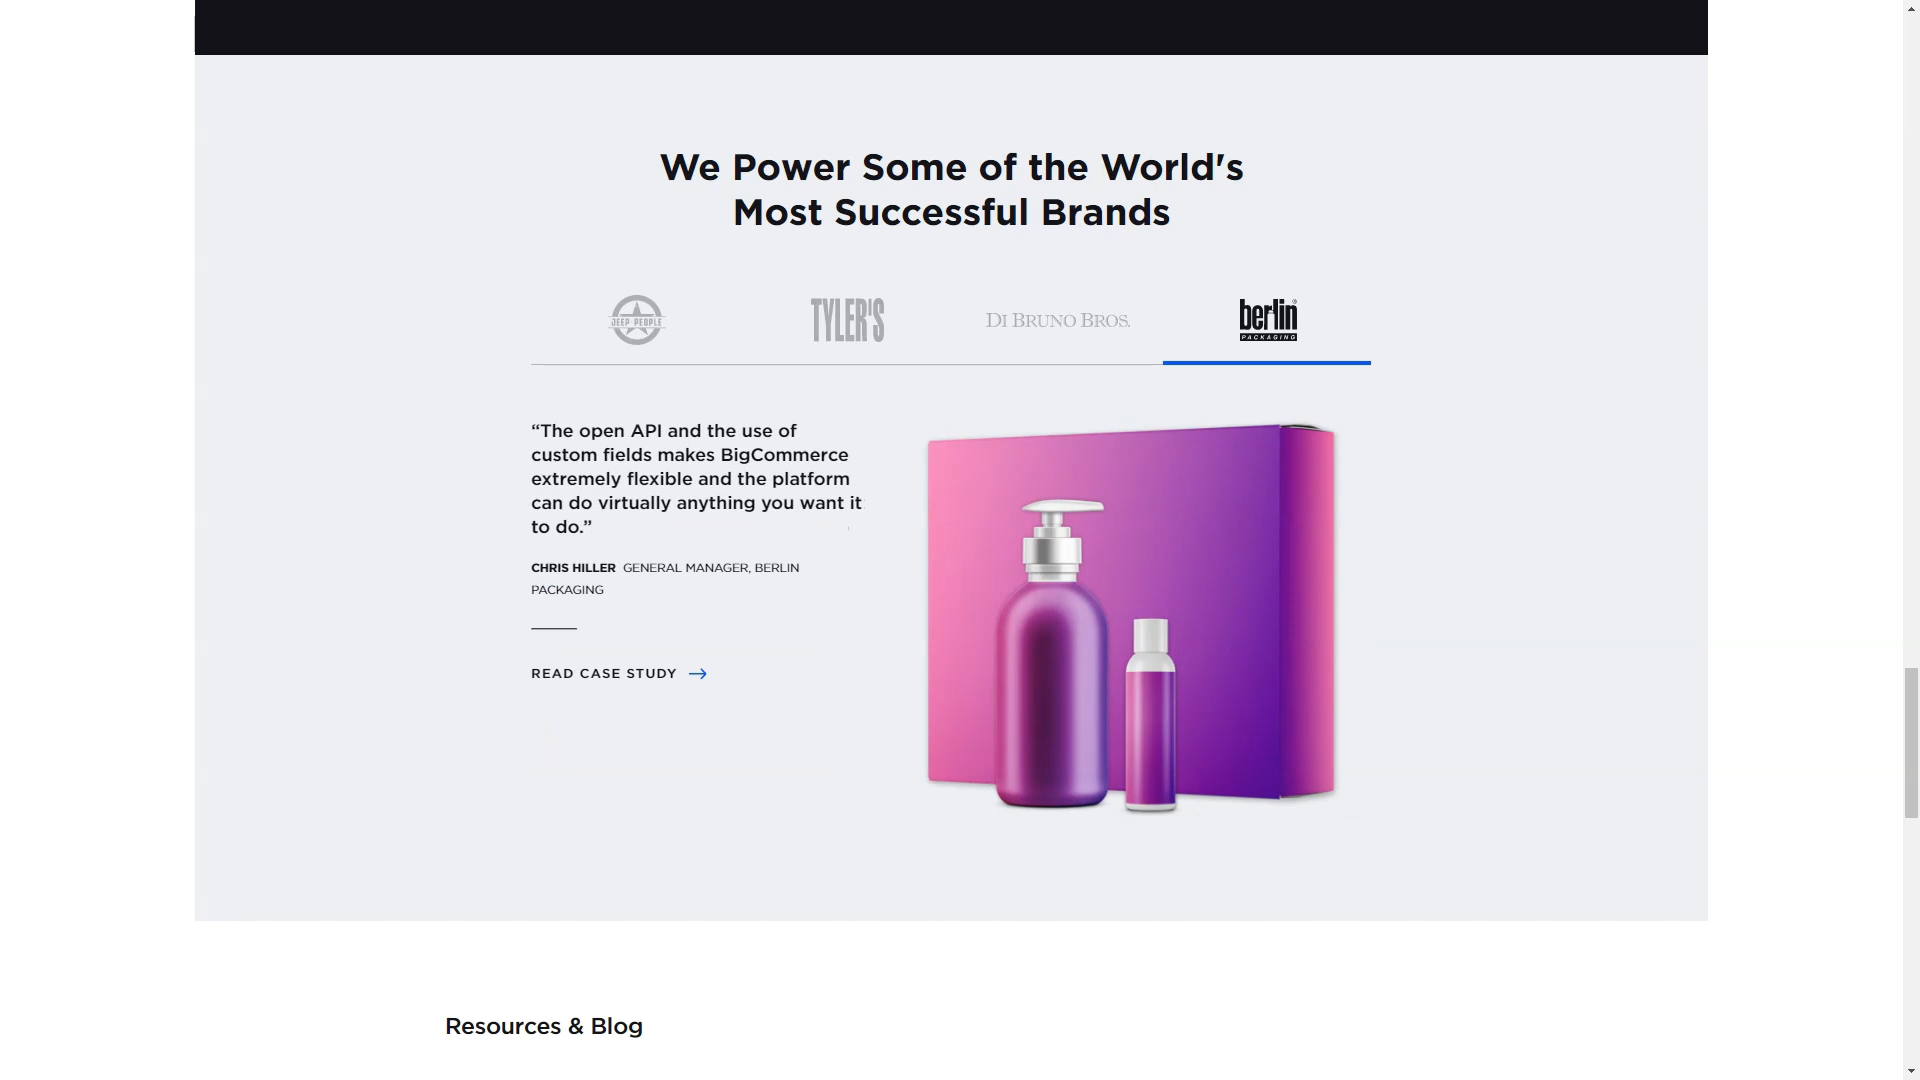 We Power Some of the World's
Most Successful Brands
JEEP PEOPLE
TYLER'S
DI BRUNO BROS.
berlin®
PACKAGING
“The open API and the use of
custom fields makes BigCommerce
extremely flexible and the platform
can do virtually anything you want it
to do.”
CHRIS HILLER GENERAL MANAGER, BERLIN
PACKAGING
READ CASE STUDY
Resources & Blog